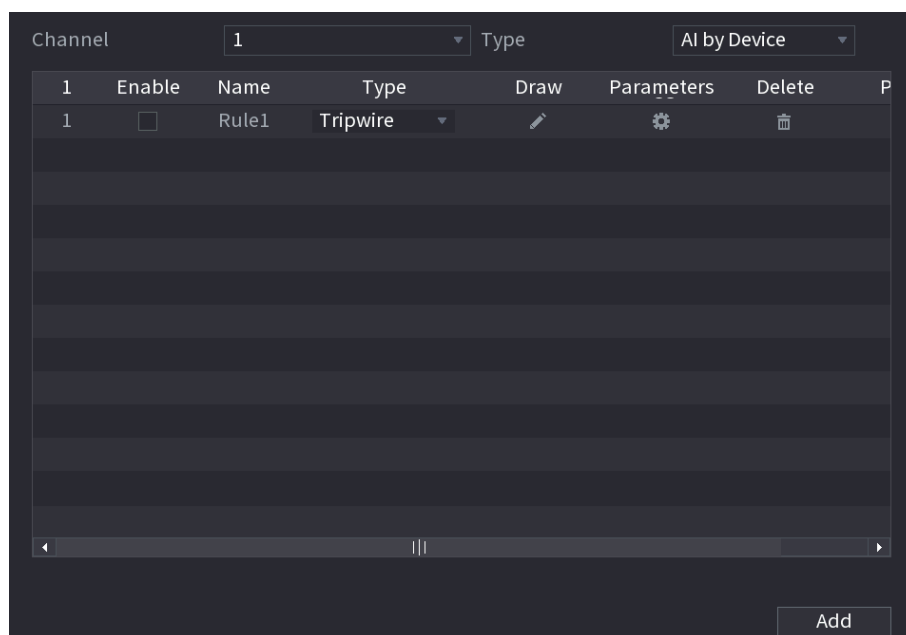 Channel 1 Type AI by Device
1 Enable Name Type Draw Parameters Delete P
1 Rule1 Tripwire
Add